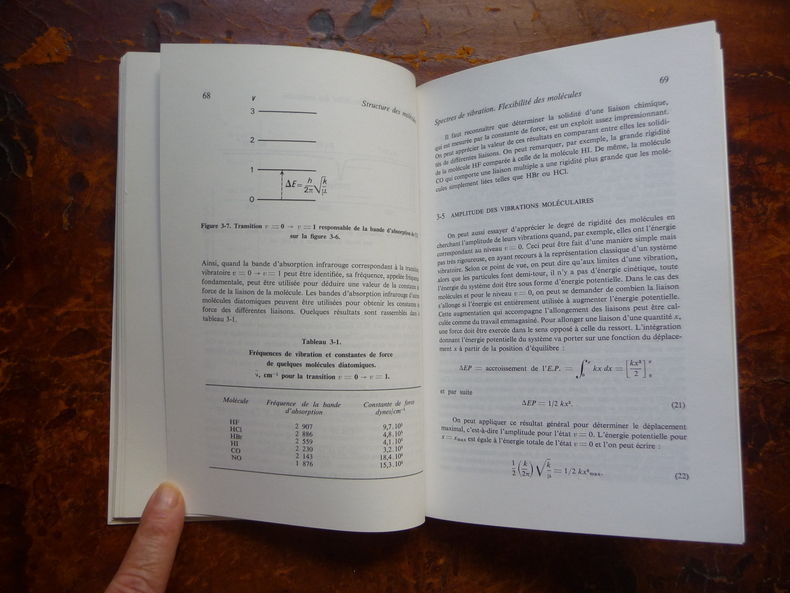 68
Structure des
v
3
2
1
0
ΔE = h/2π √k/μ
Figure 3-7. Transition v = 0 → v = 1 responsable de la bande d'absorption de
sur la figure 3-6.
Ainsi, quand la bande d'absorption infrarouge correspondant à la transition
vibratoire v = 0 → v = 1 peut être identifiée, sa fréquence, appelée fréquence
fondamentale, peut être utilisée pour déduire une valeur de la constante de
force de la liaison de la molécule. Les bandes d'absorption infrarouge d'autres
molécules diatomiques peuvent être utilisées pour obtenir les constantes de
force des différentes liaisons. Quelques résultats sont rassemblés dans
tableau 3-1.
Tableau 3-1.
Fréquences de vibration et constantes de force
de quelques molécules diatomiques.
cm⁻¹ pour la transition v = 0 → v = 1.
Molécule Fréquence de la bande Constante de force
d'absorption dynes/cm⁻¹
HF 2 907 9,7.10⁵
HCl 2 886 4,8.10⁵
HBr 2 559 4,1.10⁵
HI 2 230 3,2.10⁵
CO 2 143 18,4.10⁵
NO 1 876 15,3.10⁵
69
Spectres de vibration. Flexibilité des molécules
Il faut reconnaître que déterminer la solidité d'une liaison chimique,
qui est mesurée par la constante de force, est un exploit assez impressionnant.
On peut apprécier la valeur de ces résultats en comparant entre elles les solidi-
tés de différentes liaisons. On peut remarquer, par exemple, la grande rigidité
de la molécule HF comparée à celle de la molécule HI. De même, la molécule
CO qui comporte une liaison multiple a une rigidité plus grande que les molé-
cules simplement liées telles que HBr ou HCl.
3-5 AMPLITUDE DES VIBRATIONS MOLÉCULAIRES
On peut aussi essayer d'apprécier le degré de rigidité des molécules en
cherchant l'amplitude de leurs vibrations quand, par exemple, elles ont l'énergie
correspondant au niveau v = 0. Ceci peut être fait d'une manière simple mais
pas très rigoureuse, en ayant recours à la représentation classique d'un système
vibratoire. Selon ce point de vue, on peut dire qu'aux limites d'une vibration,
alors que les particules font demi-tour, il n'y a pas d'énergie cinétique, toute
l'énergie du système doit être sous forme d'énergie potentielle. Dans le cas des
molécules et pour le niveau v = 0, on peut se demander de combien la liaison
s'allonge si l'énergie est entièrement utilisée à augmenter l'énergie potentielle.
Cette augmentation qui accompagne l'allongement des liaisons peut être cal-
culée comme du travail emmagasiné. Pour allonger une liaison d'une quantité x,
une force doit être exercée dans le sens opposé à celle du ressort. L'intégration
donnant l'énergie potentielle du système va porter sur une fonction du déplace-
ment x à partir de la position d'équilibre :
ΔEP = accroissement de l'E.P. = ∫ kx dx = [kx²/2]
et par suite
ΔEP = 1/2 kx². (21)
On peut appliquer ce résultat général pour déterminer le déplacement
maximal, c'est-à-dire l'amplitude pour l'état v = 0. L'énergie potentielle pour
x = xmax est égale à l'énergie totale de l'état v = 0 et l'on peut écrire :
1/2 (k/2π) √k/μ = 1/2 kx²max. (22)